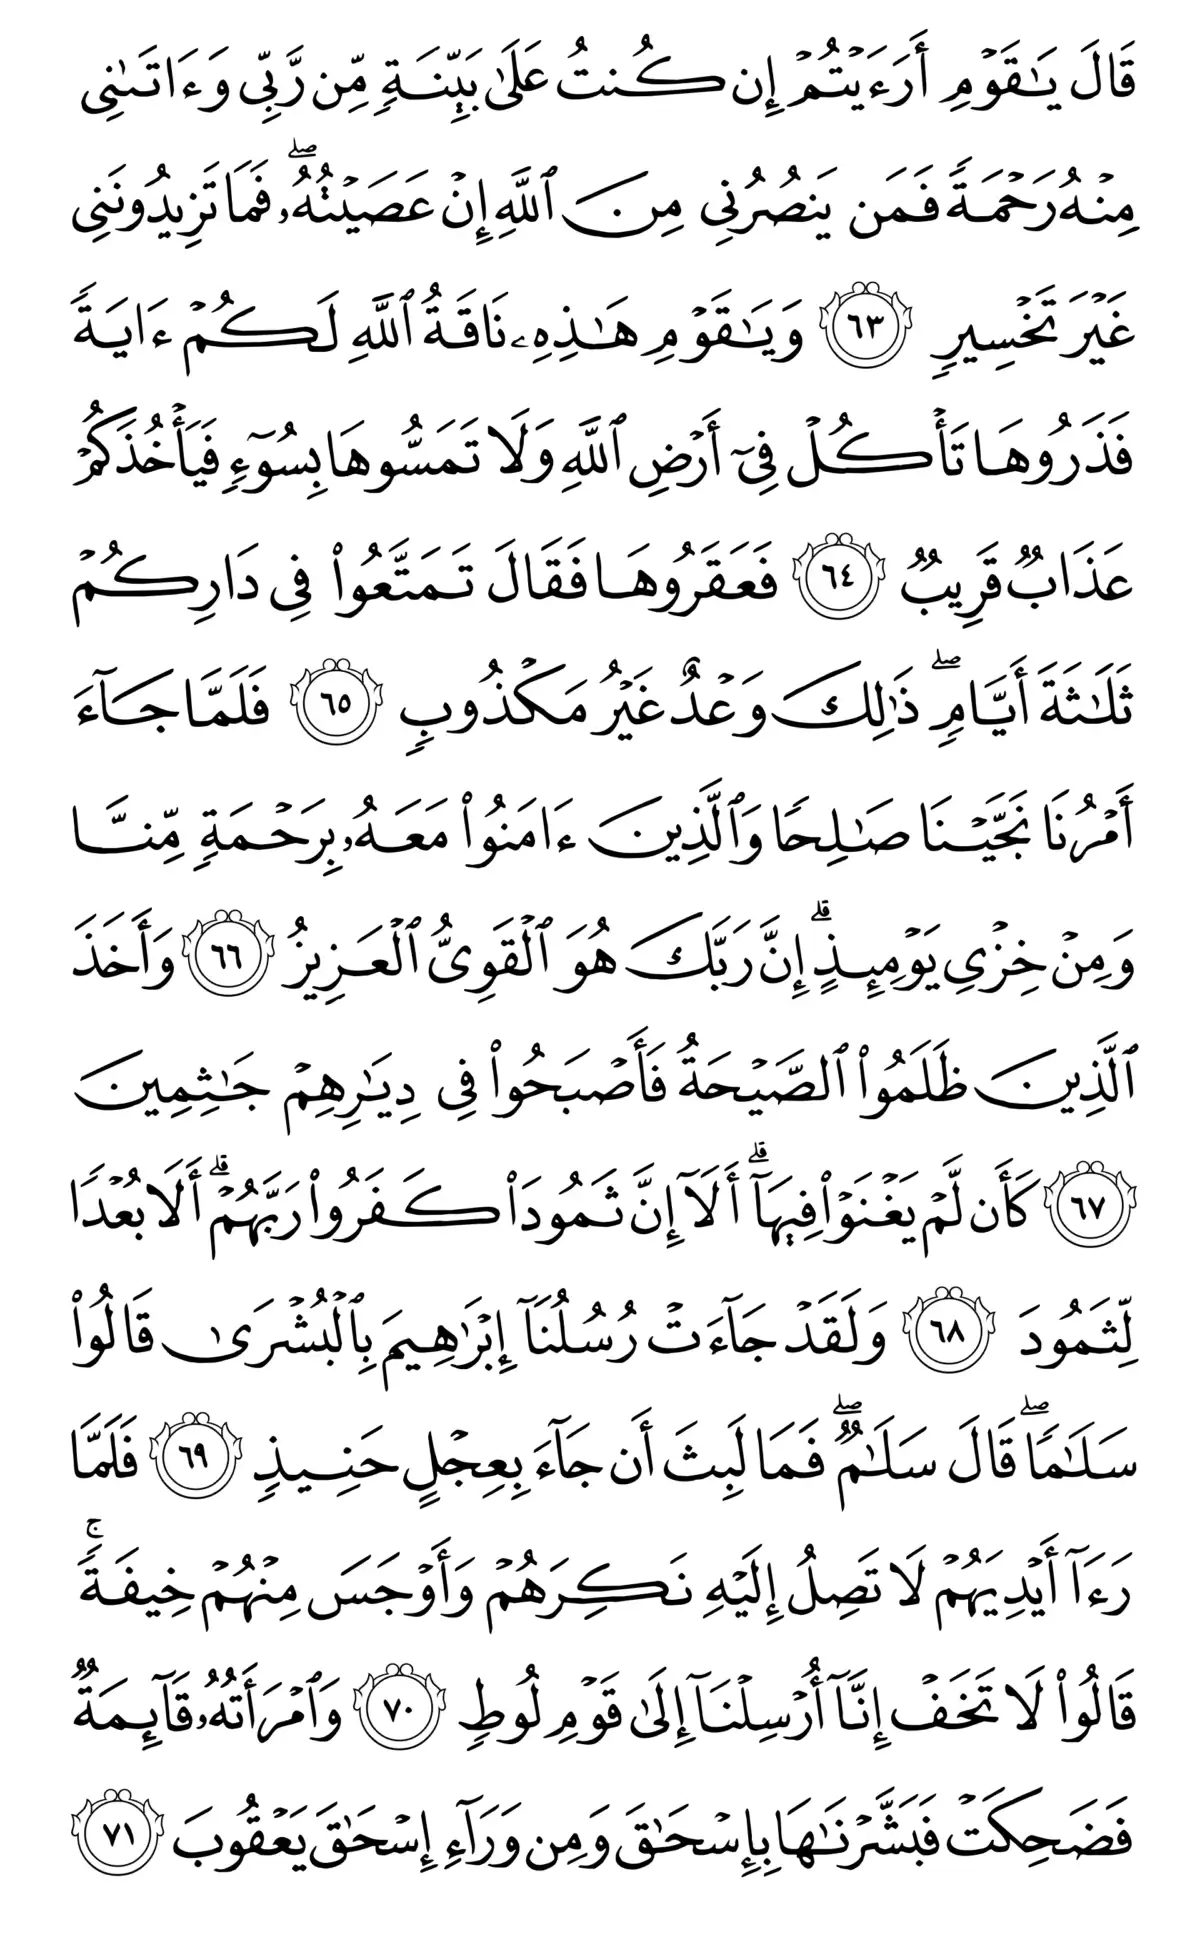 قَالَ يَٰقَوۡمِ أَرَءَيۡتُمۡ إِن كُنتُ عَلَىٰ بَيِّنَةٖ مِّن رَّبِّي وَءَاتَىٰنِي
مِنۡهُ رَحۡمَةٗ فَمَن يَنصُرُنِي مِنَ ٱللَّهِ إِنۡ عَصَيۡتُهُۥۖ فَمَا تَزِيدُونَنِي
غَيۡرَ تَخۡسِيرٖ ٦٣ وَيَٰقَوۡمِ هَٰذِهِۦ نَاقَةُ ٱللَّهِ لَكُمۡ ءَايَةٗ
فَذَرُوهَا تَأۡكُلۡ فِيٓ أَرۡضِ ٱللَّهِ وَلَا تَمَسُّوهَا بِسُوٓءٖ فَيَأۡخُذَكُمۡ
عَذَابٞ قَرِيبٞ ٦٤ فَعَقَرُوهَا فَقَالَ تَمَتَّعُواْ فِي دَارِكُمۡ
ثَلَٰثَةَ أَيَّامٖۖ ذَٰلِكَ وَعۡدٌ غَيۡرُ مَكۡذُوبٖ ٦٥ فَلَمَّا جَآءَ
أَمۡرُنَا نَجَّيۡنَا صَٰلِحٗا وَٱلَّذِينَ ءَامَنُواْ مَعَهُۥ بِرَحۡمَةٖ مِّنَّا
وَمِنۡ خِزۡيِ يَوۡمِئِذٍۚ إِنَّ رَبَّكَ هُوَ ٱلۡقَوِيُّ ٱلۡعَزِيزُ ٦٦ وَأَخَذَ
ٱلَّذِينَ ظَلَمُواْ ٱلصَّيۡحَةُ فَأَصۡبَحُواْ فِي دِيَٰرِهِمۡ جَٰثِمِينَ
٦٧ كَأَن لَّمۡ يَغۡنَوۡاْ فِيهَآۗ أَلَآ إِنَّ ثَمُودَاْ كَفَرُواْ رَبَّهُمۡۗ أَلَا بُعۡدٗا
لِّثَمُودَ ٦٨ وَلَقَدۡ جَآءَتۡ رُسُلُنَآ إِبۡرَٰهِيمَ بِٱلۡبُشۡرَىٰ قَالُواْ
سَلَٰمٗاۖ قَالَ سَلَٰمٞۖ فَمَا لَبِثَ أَن جَآءَ بِعِجۡلٍ حَنِيذٖ ٦٩ فَلَمَّا
رَءَآ أَيۡدِيَهُمۡ لَا تَصِلُ إِلَيۡهِ نَكِرَهُمۡ وَأَوۡجَسَ مِنۡهُمۡ خِيفَةٗۚ
قَالُواْ لَا تَخَفۡ إِنَّآ أُرۡسِلۡنَآ إِلَىٰ قَوۡمِ لُوطٖ ٧٠ وَٱمۡرَأَتُهُۥ قَآئِمَةٞ
فَضَحِكَتۡ فَبَشَّرۡنَٰهَا بِإِسۡحَٰقَ وَمِن وَرَآءِ إِسۡحَٰقَ يَعۡقُوبَ ٧١